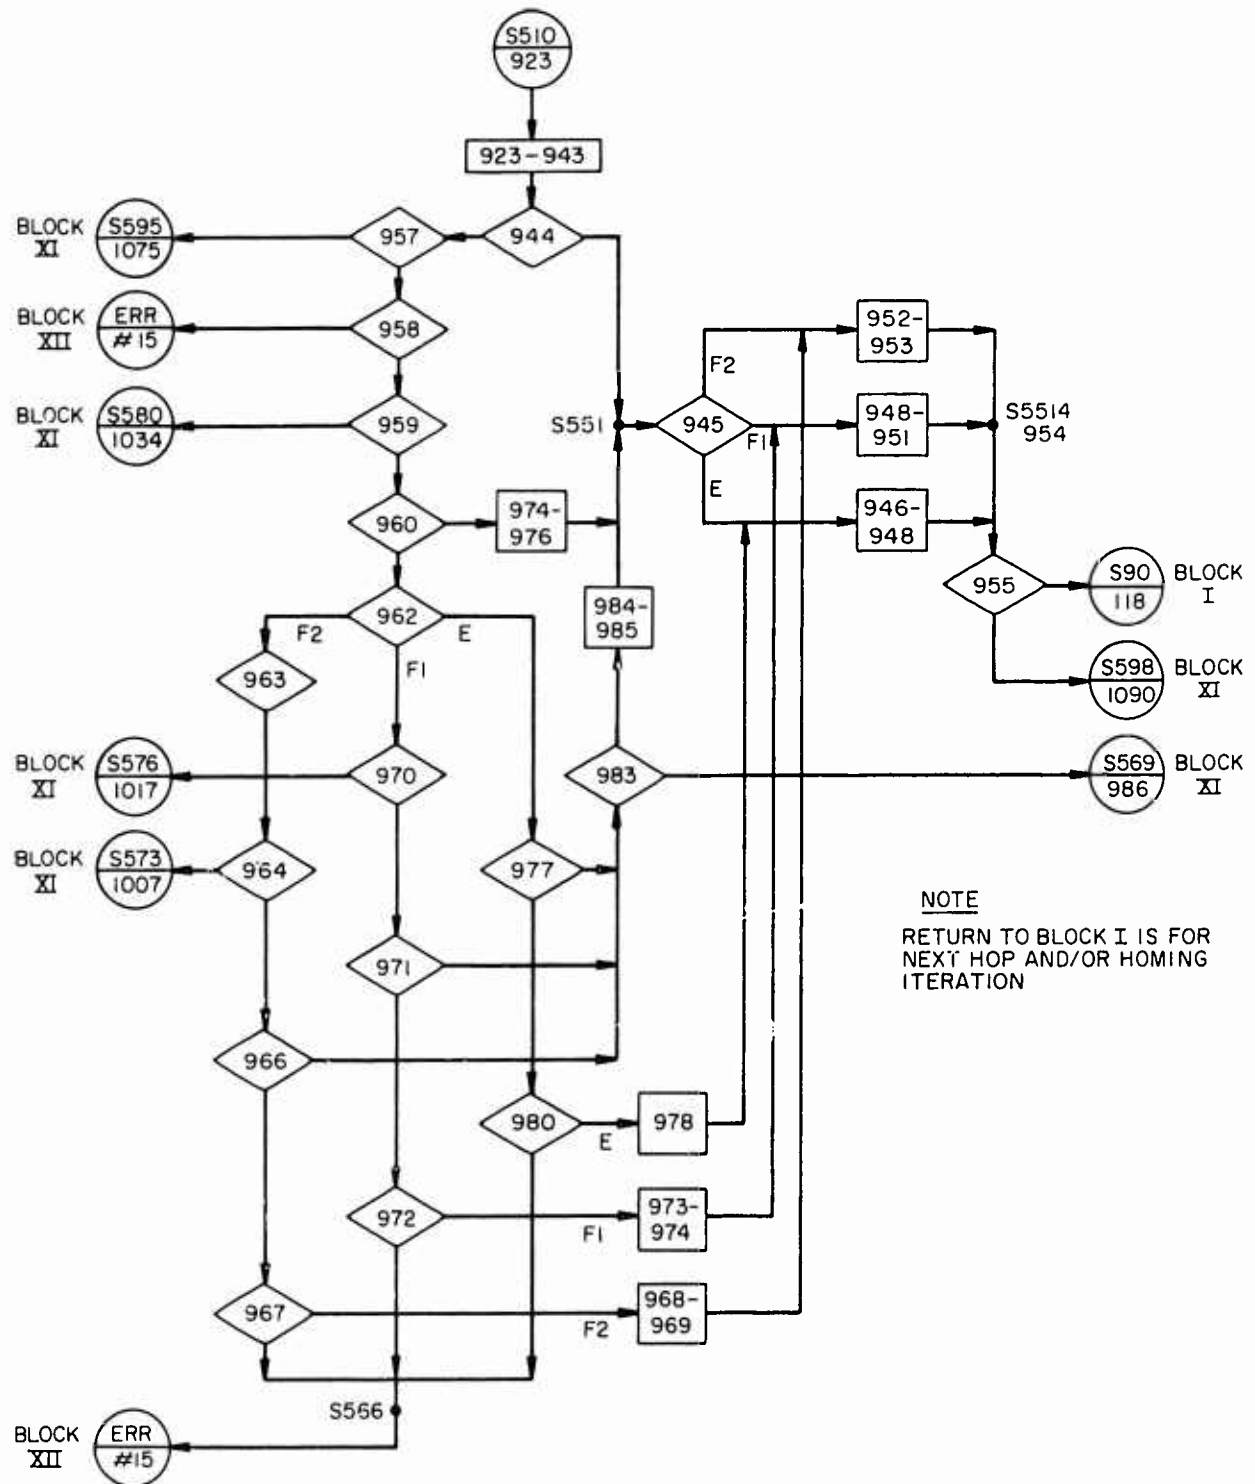 S510
923
923-943
BLOCK
XI
S595
1075
957
944
BLOCK
XII
ERR
#15
958
BLOCK
XI
S580
1034
959
S551
945
F2
F1
E
952-
953
948-
951
S5514
954
946-
948
960
974-
976
955
S90
118
BLOCK
I
962
F2
F1
E
984-
985
963
S598
1090
BLOCK
XI
BLOCK
XI
S576
1017
970
983
S569
986
BLOCK
XI
BLOCK
XI
S573
1007
964
977
NOTE
RETURN TO BLOCK I IS FOR
NEXT HOP AND/OR HOMING
ITERATION
971
966
980
E
978
972
F1
973-
974
967
F2
968-
969
S566
BLOCK
XII
ERR
#15